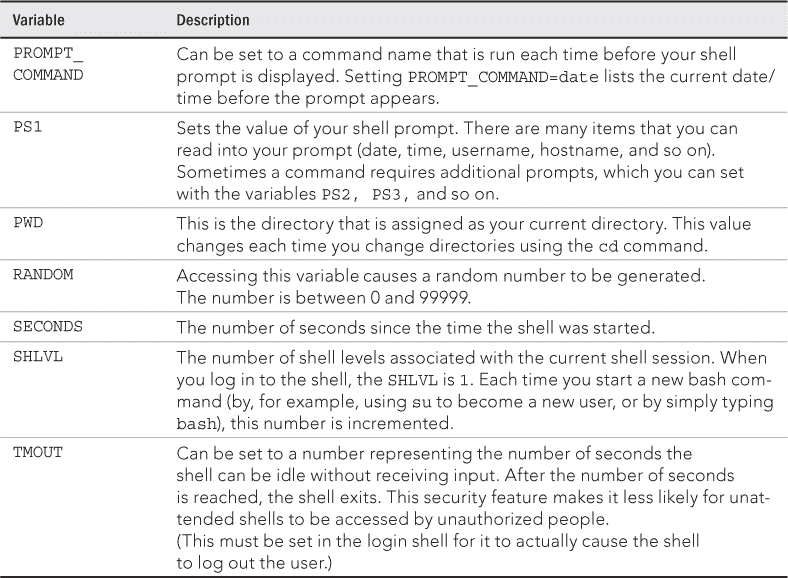 Variable Description
PROMPT_ Can be set to a command name that is run each time before your shell
COMMAND prompt is displayed. Setting PROMPT_COMMAND=date lists the current date/
time before the prompt appears.
PS1 Sets the value of your shell prompt. There are many items that you can
read into your prompt (date, time, username, hostname, and so on).
Sometimes a command requires additional prompts, which you can set
with the variables PS2, PS3, and so on.
PWD This is the directory that is assigned as your current directory. This value
changes each time you change directories using the cd command.
RANDOM Accessing this variable causes a random number to be generated.
The number is between 0 and 99999.
SECONDS The number of seconds since the time the shell was started.
SHLVL The number of shell levels associated with the current shell session. When
you log in to the shell, the SHLVL is 1. Each time you start a new bash com-
mand (by, for example, using su to become a new user, or by simply typing
bash), this number is incremented.
TMOUT Can be set to a number representing the number of seconds the
shell can be idle without receiving input. After the number of seconds
is reached, the shell exits. This security feature makes it less likely for unat-
tended shells to be accessed by unauthorized people.
(This must be set in the login shell for it to actually cause the shell
to log out the user.)